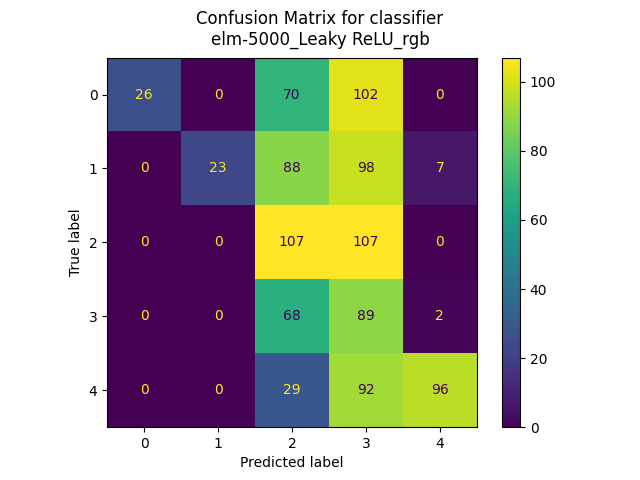 Confusion Matrix for classifier
elm-5000_Leaky ReLU_rgb
True label
0 26 0 70 102 0
1 0 23 88 98 7
2 0 0 107 107 0
3 0 0 68 89 2
4 0 0 29 92 96
0 1 2 3 4
Predicted label
100
80
60
40
20
0